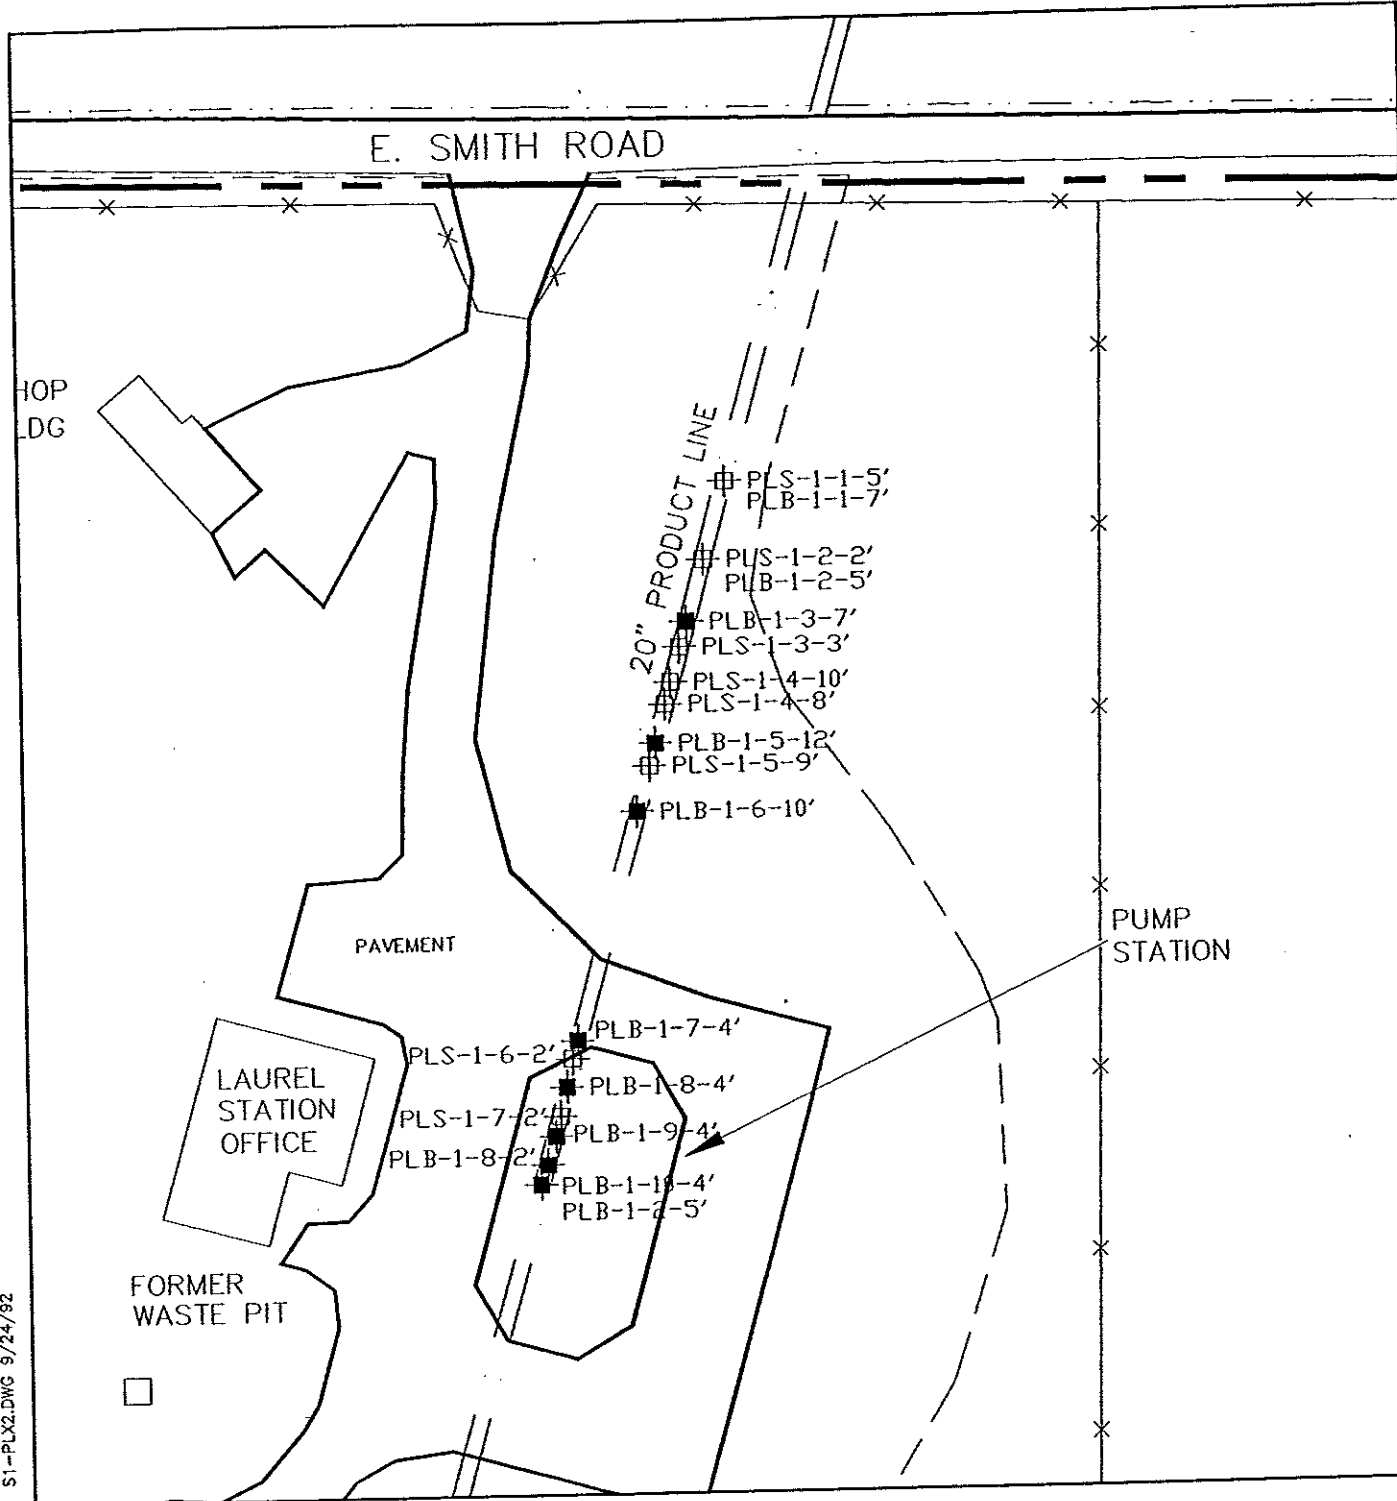 E. SMITH ROAD
HOP
LDG
20" PRODUCT LINE
PLS-1-1-5'
PLB-1-1-7'
PLS-1-2-2'
PLB-1-2-5'
PLB-1-3-7'
PLS-1-3-3'
PLS-1-4-10'
PLS-1-4-8'
PLB-1-5-12'
PLS-1-5-9'
PLB-1-6-10'
PUMP
STATION
PAVEMENT
PLB-1-7-4'
PLS-1-6-2'
PLB-1-8-4'
LAUREL
STATION
OFFICE
PLS-1-7-2'
PLB-1-9-4'
PLB-1-8-2'
PLB-1-10-4'
PLB-1-2-5'
FORMER
WASTE PIT
S1-PLX2.DWG 9/24/92